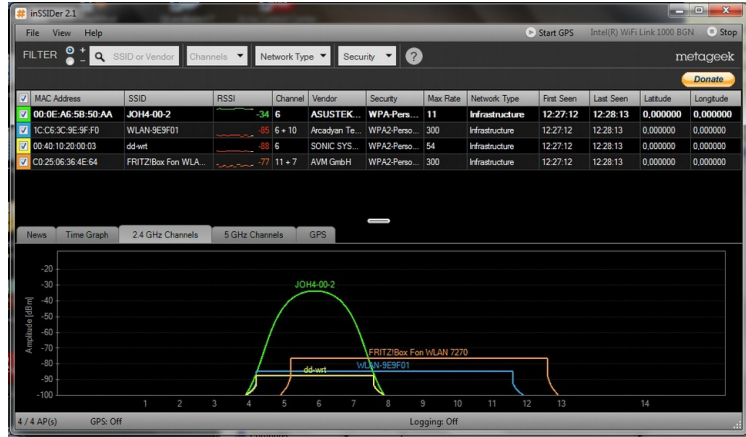 inSSIDer 2.1
File View Help Start GPS Intel(R) WiFi Link 1000 BGN Stop
FILTER + - SSID or Vendor Channels Network Type Security ? metageek
Donate
MAC Address SSID RSSI Channel Vendor Security Max Rate Network Type First Seen Last Seen Latitude Longitude
00:0E:A6:5B:50:AA JOH4-00-2 -34 6 ASUSTEK... WPA-Pers... 11 Infrastructure 12:27:12 12:28:13 0,000000 0,000000
1C:C6:3C:9E:9F:F0 WLAN-9E9F01 -85 6 + 10 Arcadyan Te... WPA2-Perso... 300 Infrastructure 12:27:12 12:28:13 0,000000 0,000000
00:40:10:20:00:03 dd-wrt -88 6 SONIC SYS... WPA2-Perso... 54 Infrastructure 12:27:12 12:28:13 0,000000 0,000000
C0:25:06:36:4E:64 FRITZ!Box Fon WLA... -77 11 + 7 AVM GmbH WPA2-Perso... 300 Infrastructure 12:27:12 12:28:13 0,000000 0,000000
News Time Graph 2.4 GHz Channels 5 GHz Channels GPS
Amplitude [dBm]
-20
-30
-40
-50
-60
-70
-80
-90
-100
JOH4-00-2
FRITZ!Box Fon WLAN 7270
WLAN-9E9F01
dd-wrt
1 2 3 4 5 6 7 8 9 10 11 12 13 14
4 / 4 AP(s) GPS: Off Logging: Off